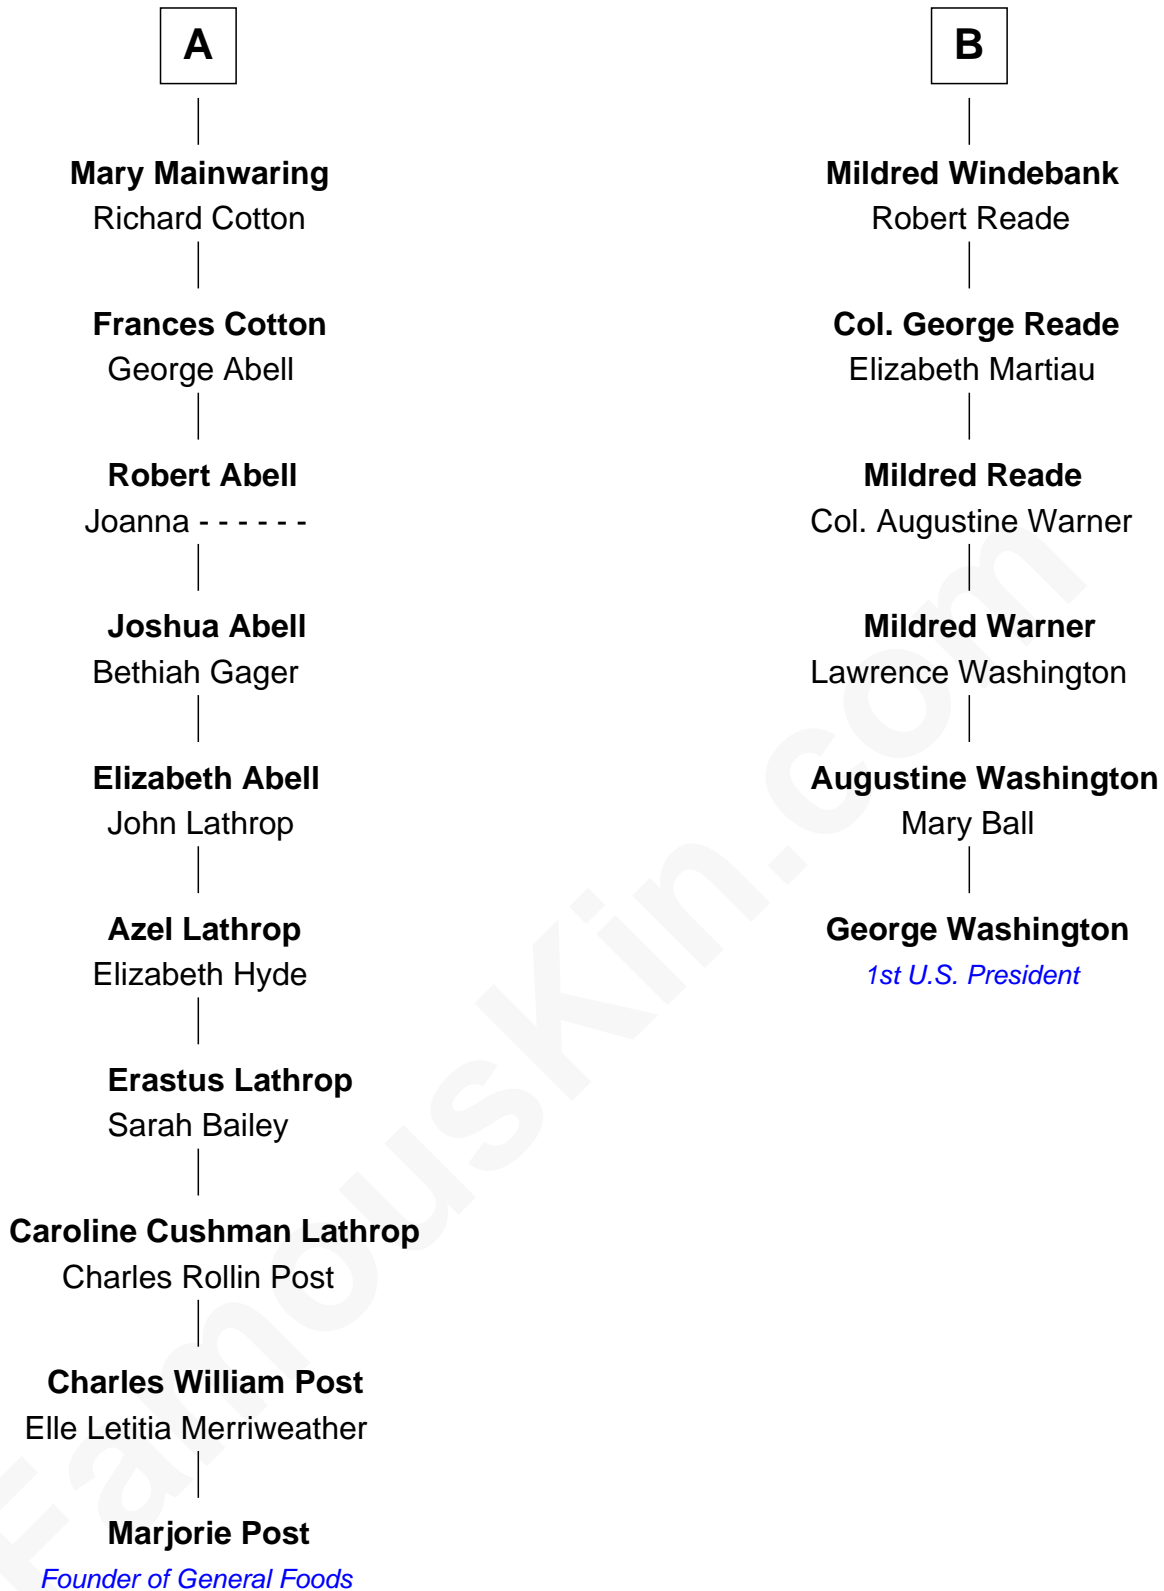 A
Mary Mainwaring
Richard Cotton
Frances Cotton
George Abell
Robert Abell
Joanna - - - - - -
Joshua Abell
Bethiah Gager
Elizabeth Abell
John Lathrop
Azel Lathrop
Elizabeth Hyde
Erastus Lathrop
Sarah Bailey
Caroline Cushman Lathrop
Charles Rollin Post
Charles William Post
Elle Letitia Merriweather
Marjorie Post
Founder of General Foods
B
Mildred Windebank
Robert Reade
Col. George Reade
Elizabeth Martiau
Mildred Reade
Col. Augustine Warner
Mildred Warner
Lawrence Washington
Augustine Washington
Mary Ball
George Washington
1st U.S. President
FamousKin.com